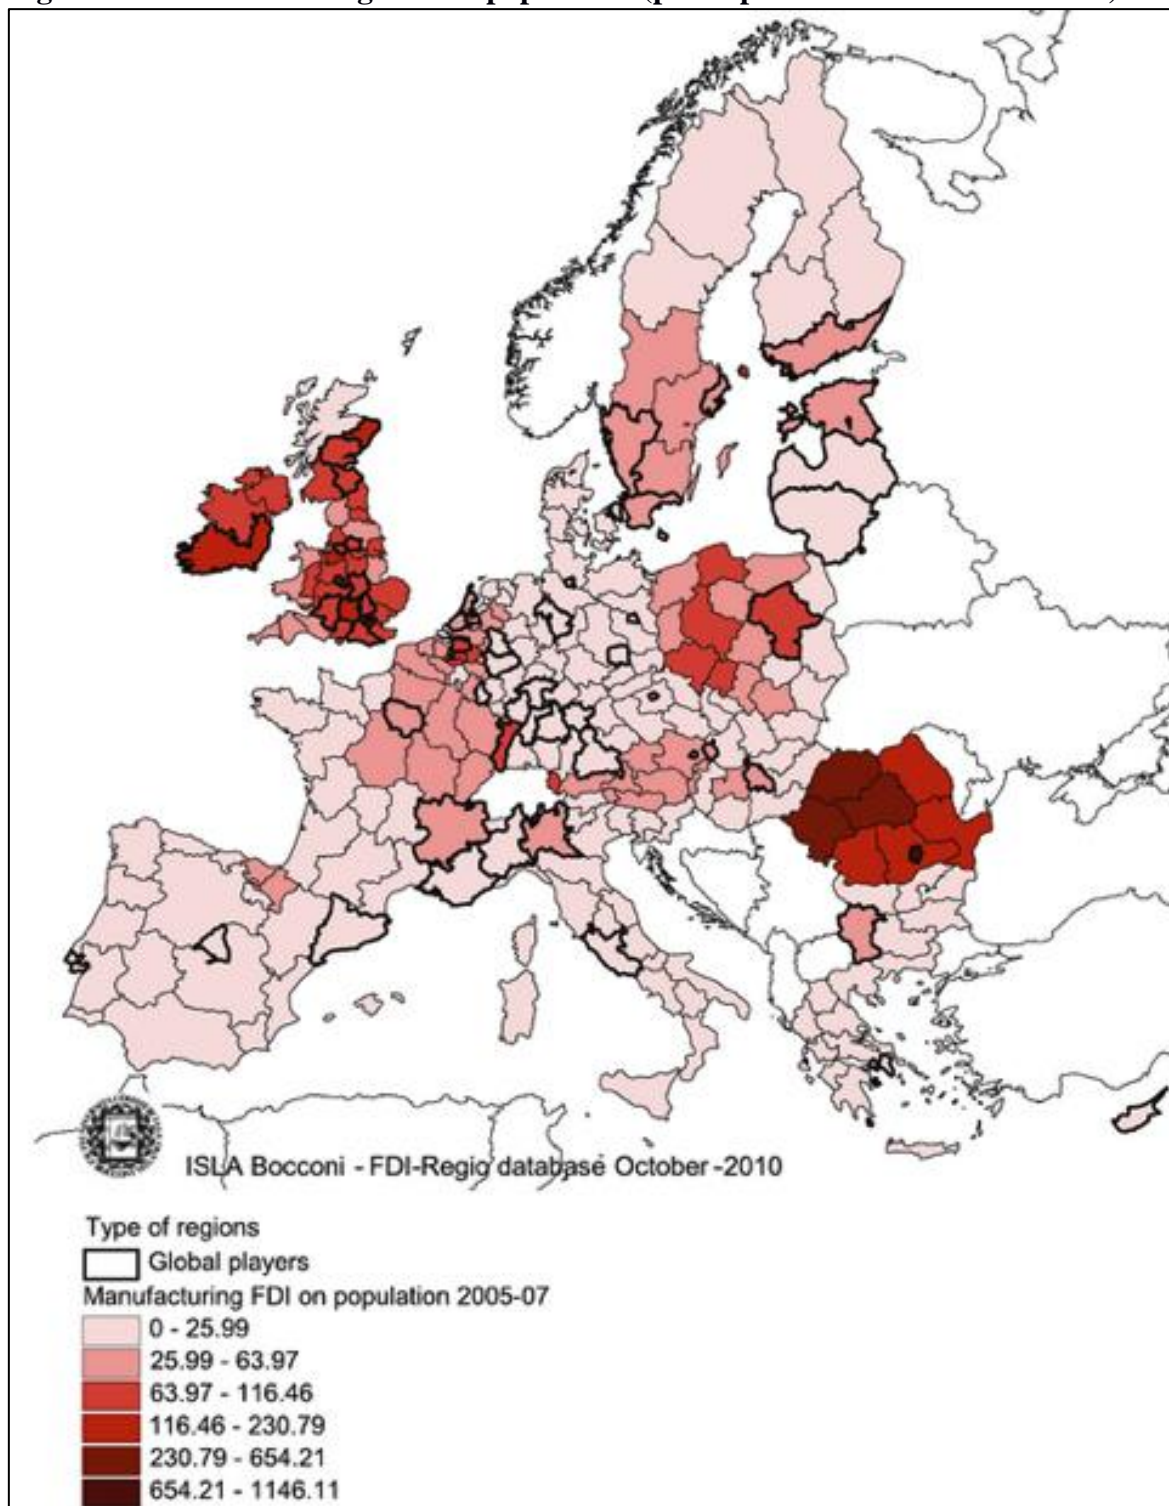 ISLA Bocconi - FDI-Regio database October -2010
Type of regions
Global players
Manufacturing FDI on population 2005-07
0 - 25.99
25.99 - 63.97
63.97 - 116.46
116.46 - 230.79
230.79 - 654.21
654.21 - 1146.11